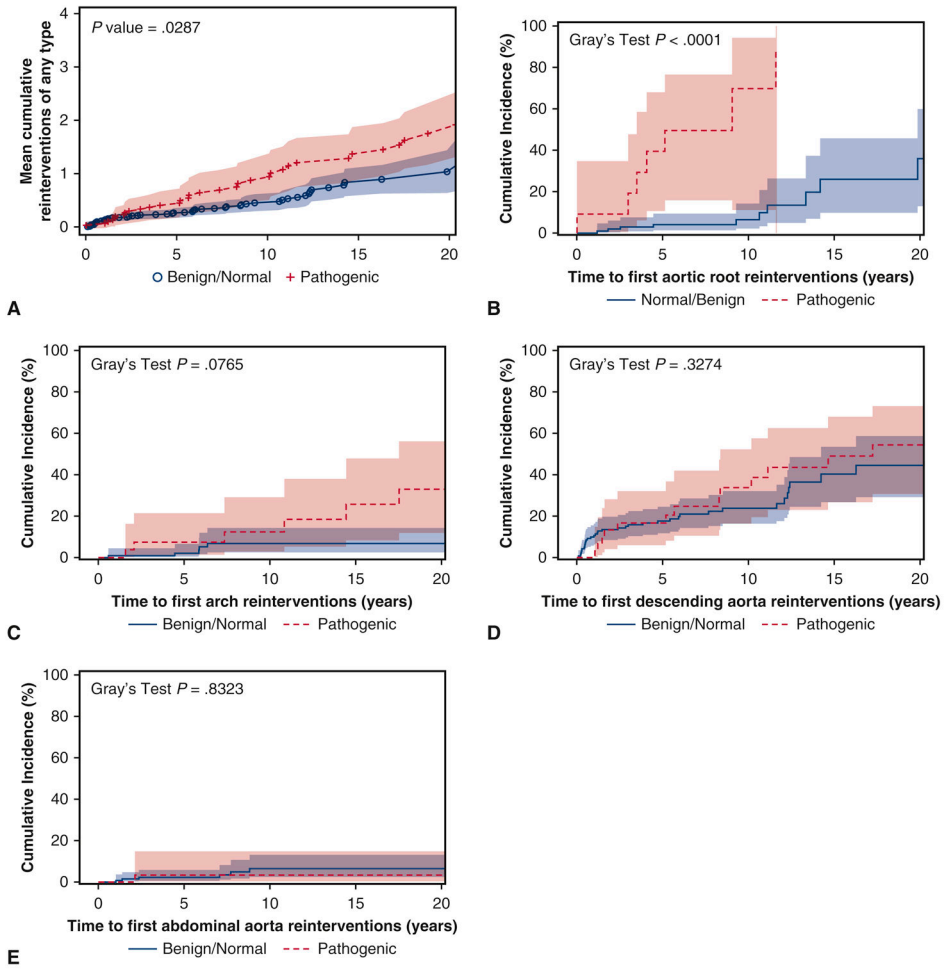 P value = .0287
Mean cumulative
reinterventions of any type
4
3
2
1
0
0 5 10 15 20
Benign/Normal Pathogenic
A
Gray's Test P < .0001
Cumulative Incidence (%)
100
80
60
40
20
0
0 5 10 15 20
Time to first aortic root reinterventions (years)
Normal/Benign Pathogenic
B
Gray's Test P = .0765
Cumulative Incidence (%)
100
80
60
40
20
0
0 5 10 15 20
Time to first arch reinterventions (years)
Benign/Normal Pathogenic
C
Gray's Test P = .3274
Cumulative Incidence (%)
100
80
60
40
20
0
0 5 10 15 20
Time to first descending aorta reinterventions (years)
Benign/Normal Pathogenic
D
Gray's Test P = .8323
Cumulative Incidence (%)
100
80
60
40
20
0
0 5 10 15 20
Time to first abdominal aorta reinterventions (years)
Benign/Normal Pathogenic
E